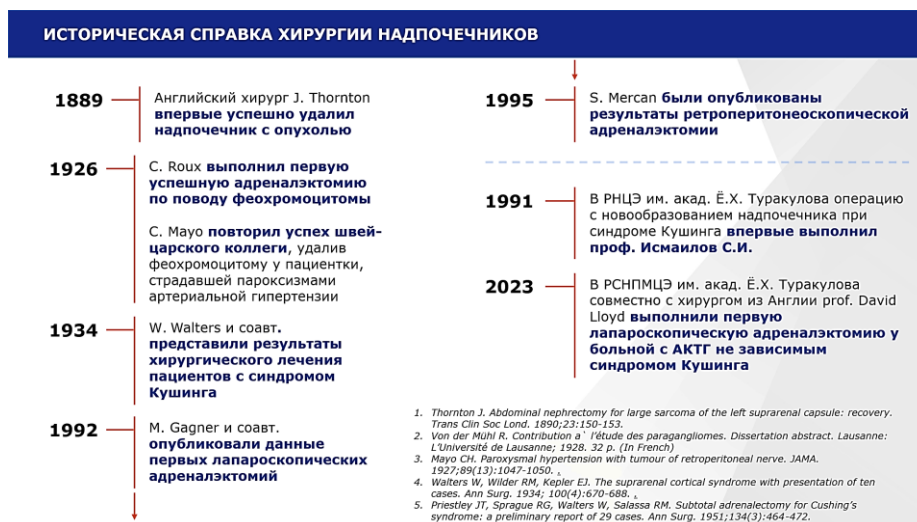 ИСТОРИЧЕСКАЯ СПРАВКА ХИРУРГИИ НАДПОЧЕЧНИКОВ
1889
Английский хирург J. Thornton
впервые успешно удалил
надпочечник с опухолью
1926
C. Roux выполнил первую
успешную адреналэктомию
по поводу феохромоцитомы
C. Mayo повторил успех швей-
царского коллеги, удалив
феохромоцитому у пациентки,
страдавшей пароксизмами
артериальной гипертензии
1934
W. Walters и соавт.
представили результаты
хирургического лечения
пациентов с синдромом
Кушинга
1992
M. Gagner и соавт.
опубликовали данные
первых лапароскопических
адреналэктомий
1995
S. Mercan были опубликованы
результаты ретроперитонеоскопической
адреналэктомии
1991
В РНЦЭ им. акад. Ё.Х. Туракулова операцию
с новообразованием надпочечника при
синдроме Кушинга впервые выполнил
проф. Исмаилов С.И.
2023
В РСНПМЦЭ им. акад. Ё.Х. Туракулова
совместно с хирургом из Англии prof. David
Lloyd выполнили первую
лапароскопическую адреналэктомию у
больной с АКТГ не зависимым
синдромом Кушинга
1. Thornton J. Abdominal nephrectomy for large sarcoma of the left suprarenal capsule: recovery.
Trans Clin Soc Lond. 1890;23:150-153.
2. Von der Mühl R. Contribution a` l'étude des paragangliomes. Dissertation abstract. Lausanne:
L'Université de Lausanne; 1928. 32 p. (In French)
3. Mayo CH. Paroxysmal hypertension with tumour of retroperitoneal nerve. JAMA.
1927;89(13):1047-1050. .
4. Walters W, Wilder RM, Kepler EJ. The suprarenal cortical syndrome with presentation of ten
cases. Ann Surg. 1934; 100(4):670-688. .
5. Priestley JT, Sprague RG, Walters W, Salassa RM. Subtotal adrenalectomy for Cushing's
syndrome: a preliminary report of 29 cases. Ann Surg. 1951;134(3):464-472.